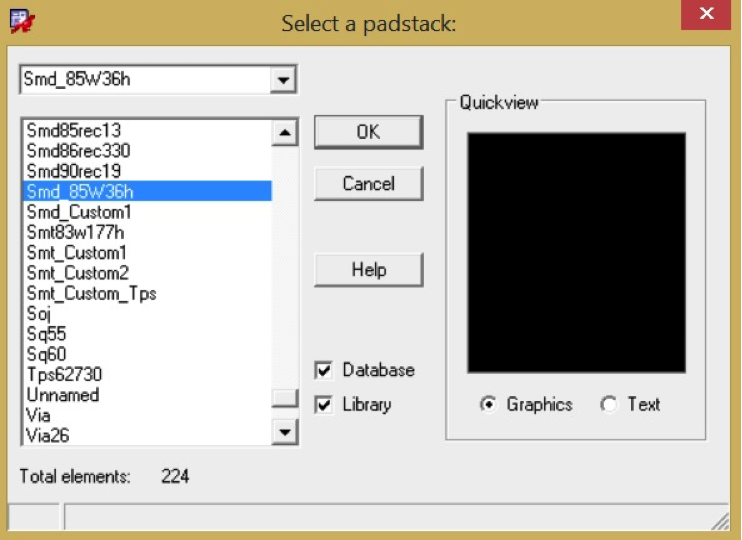 Select a padstack:
Smd_85W36h
Smd85rec13
Smd86rec330
Smd90rec19
Smd_85W36h
Smd_Custom1
Smt83w177h
Smt_Custom1
Smt_Custom2
Smt_Custom_Tps
Soj
Sq55
Sq60
Tps62730
Unnamed
Via
Via26
Total elements: 224
OK
Cancel
Help
Database
Library
Quickview
Graphics Text